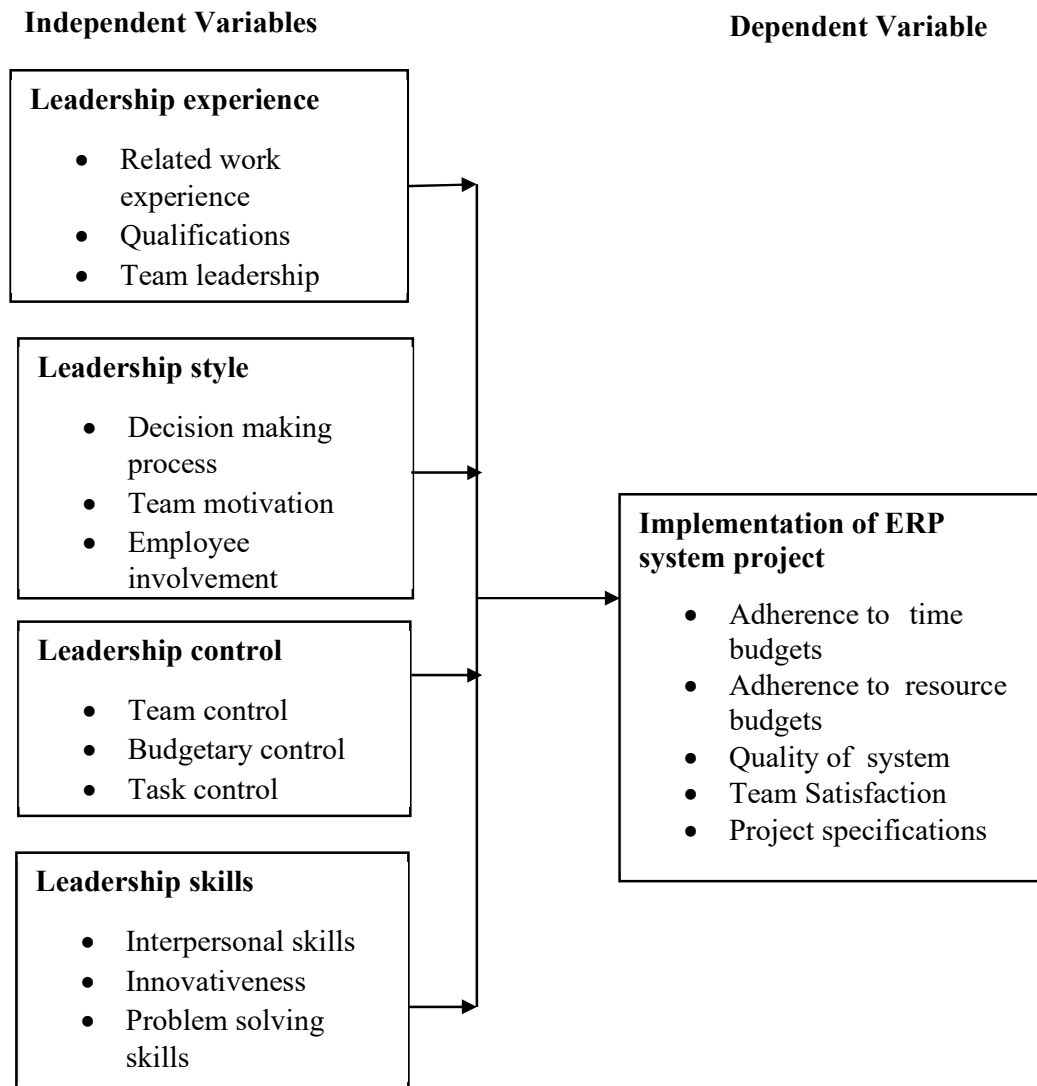 Independent Variables
Dependent Variable
Leadership experience
• Related work
experience
• Qualifications
• Team leadership
Leadership style
• Decision making
process
• Team motivation
• Employee
involvement
Leadership control
• Team control
• Budgetary control
• Task control
Leadership skills
• Interpersonal skills
• Innovativeness
• Problem solving
skills
Implementation of ERP
system project
• Adherence to time
budgets
• Adherence to resource
budgets
• Quality of system
• Team Satisfaction
• Project specifications